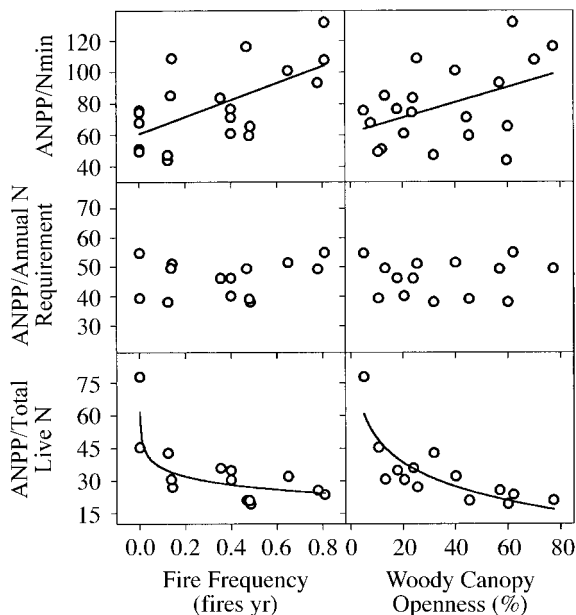 ANPP/Nmin
120
100
80
60
40
ANPP/Annual N
Requirement
70
60
50
40
30
ANPP/Total
Live N
75
60
45
30
15
0.0 0.2 0.4 0.6 0.8
0 20 40 60 80
Fire Frequency
(fires yr)
Woody Canopy
Openness (%)